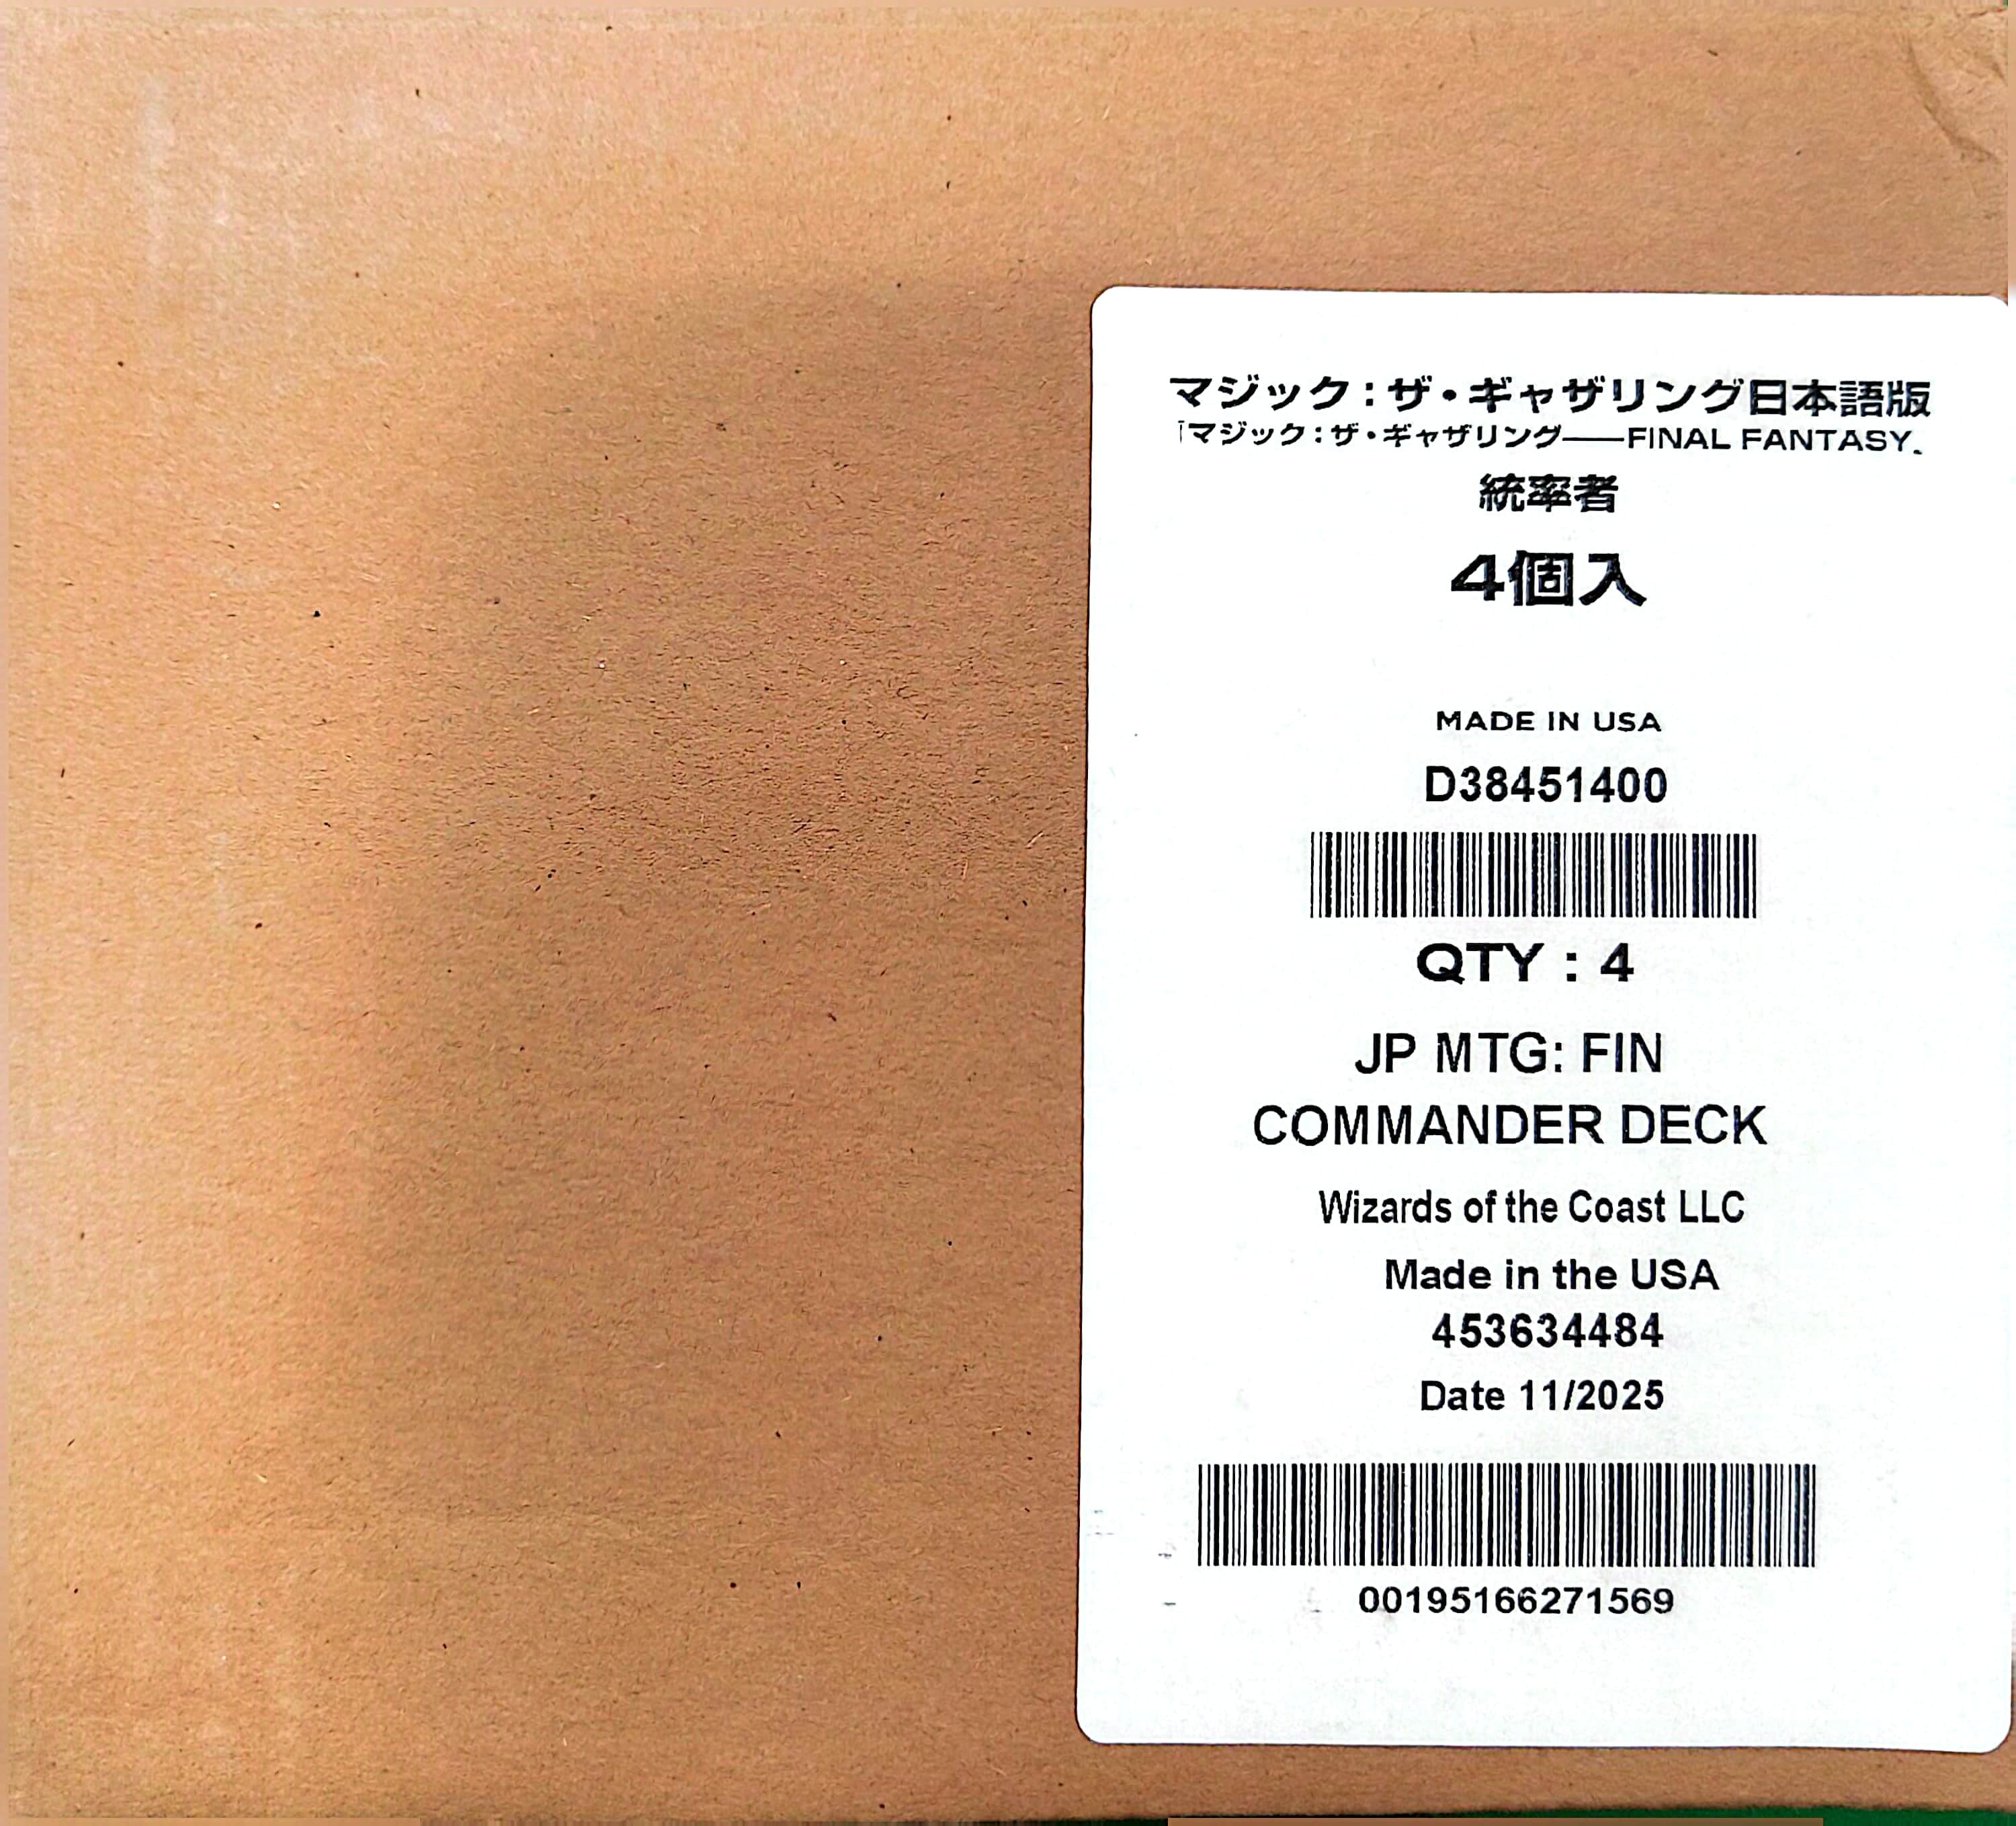 マジック：ザ・ギャザリング日本語版
「マジック：ザ・ギャザリング——FINAL FANTASY」
統率者
4個入
MADE IN USA
D38451400
QTY : 4
JP MTG: FIN
COMMANDER DECK
Wizards of the Coast LLC
Made in the USA
453634484
Date 11/2025
00195166271569